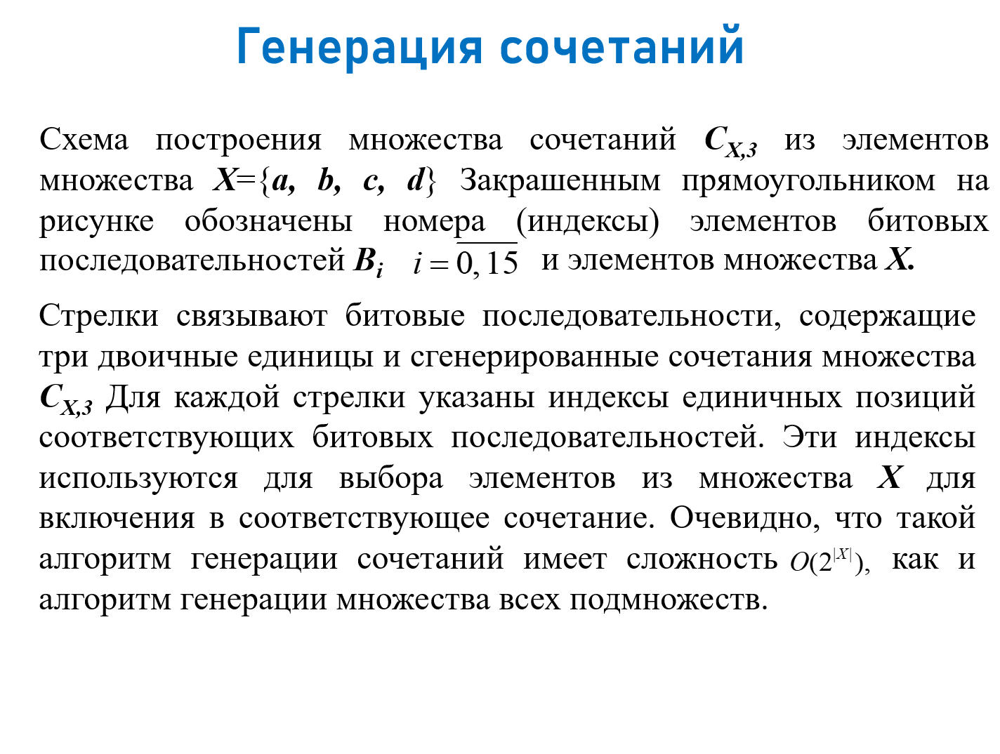 Генерация сочетаний
Схема построения множества сочетаний C_{X,3} из элементов
множества X={a, b, c, d} Закрашенным прямоугольником на
рисунке обозначены номера (индексы) элементов битовых
последовательностей B_i i = \overline{0,15} и элементов множества X.
Стрелки связывают битовые последовательности, содержащие
три двоичные единицы и сгенерированные сочетания множества
C_{X,3} Для каждой стрелки указаны индексы единичных позиций
соответствующих битовых последовательностей. Эти индексы
используются для выбора элементов из множества X для
включения в соответствующее сочетание. Очевидно, что такой
алгоритм генерации сочетаний имеет сложность O(2^{|X|}), как и
алгоритм генерации множества всех подмножеств.